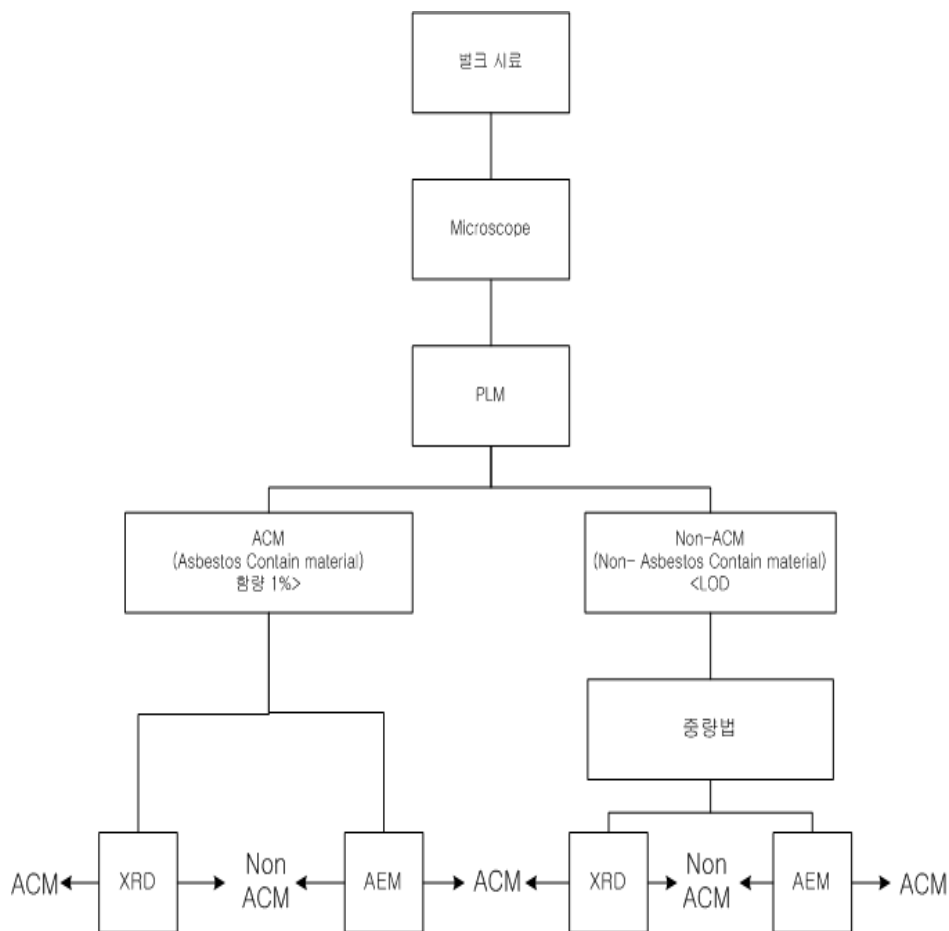 벌크 시료
Microscope
PLM
ACM
(Asbestos Contain material)
함량 1%>
Non-ACM
(Non- Asbestos Contain material)
<LOD
중량법
ACM
XRD
Non
ACM
AEM
ACM
XRD
Non
ACM
AEM
ACM